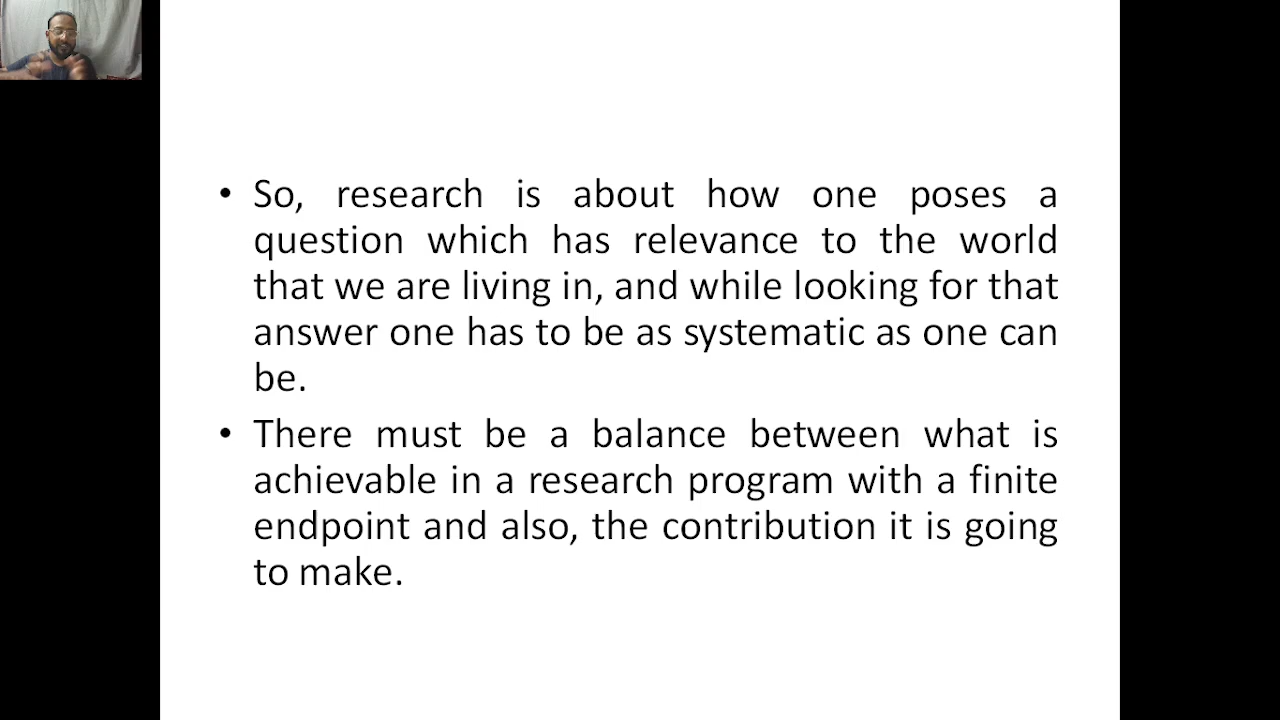 • So, research is about how one poses a
question which has relevance to the world
that we are living in, and while looking for that
answer one has to be as systematic as one can
be.
• There must be a balance between what is
achievable in a research program with a finite
endpoint and also, the contribution it is going
to make.